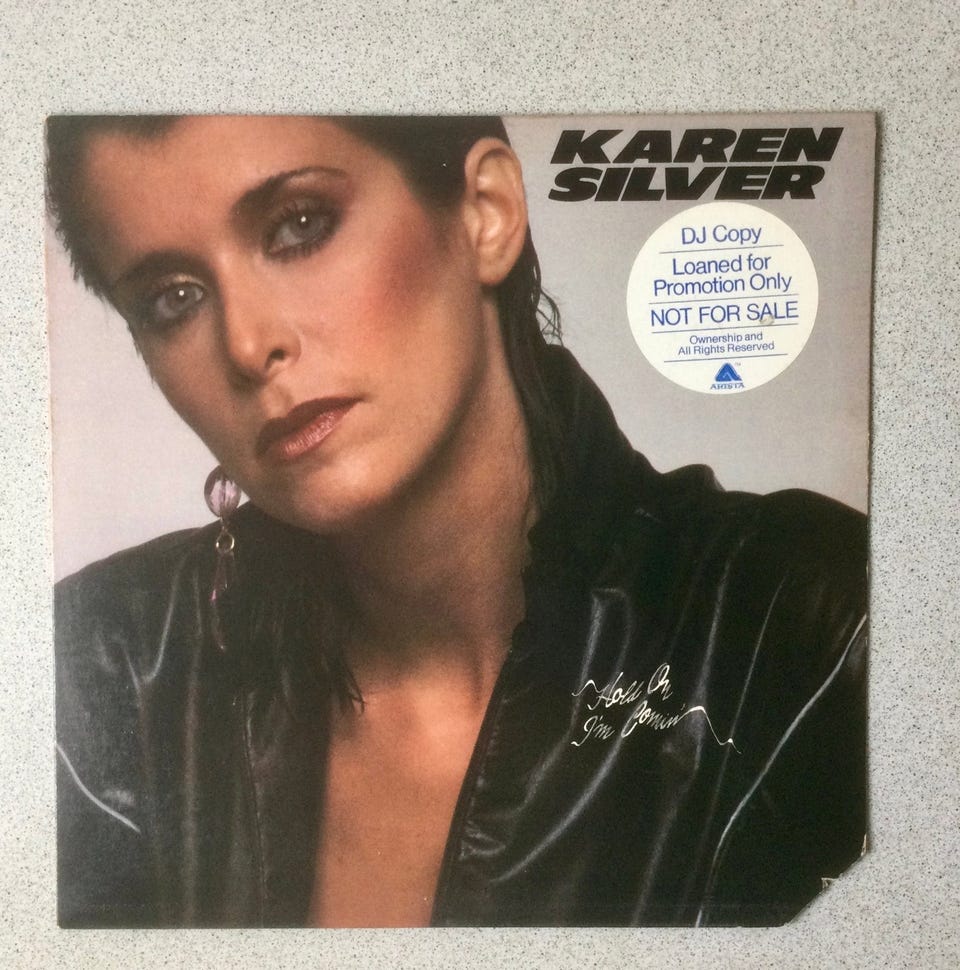 KAREN
SILVER
DJ Copy
Loaned for
Promotion Only
NOT FOR SALE
Ownership and
All Rights Reserved
TM
ARISTA
Hold On
I'm Comin'